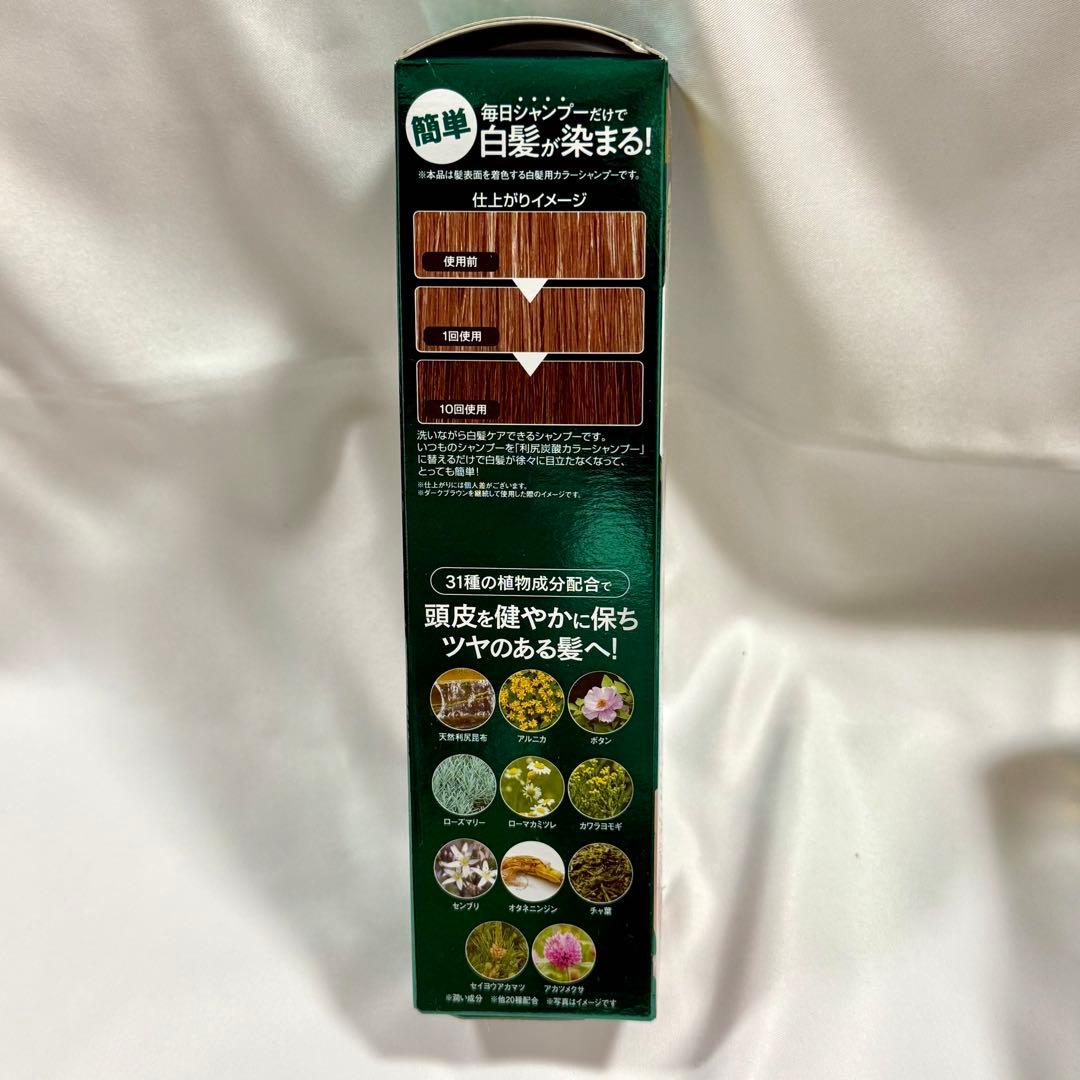 簡単
毎日シャンプーだけで
白髪が染まる!
※本品は髪表面を着色する白髪用カラーシャンプーです。
仕上がりイメージ
使用前
1回使用
10回使用
洗いながら白髪ケアできるシャンプーです。
いつものシャンプーを「利尻炭酸カラーシャンプー」
に替えるだけで白髪が徐々に目立たなくなって、
とっても簡単!
※仕上がりには個人差がございます。
※ダークブラウンを継続して使用した際のイメージです。
31種の植物成分配合で
頭皮を健やかに保ち
ツヤのある髪へ!
天然利尻昆布 アルニカ ボタン
ローズマリー ローマカミツレ カワラヨモギ
センブリ オタネニンジン チャ葉
セイヨウアカマツ アカツメクサ
※潤い成分 ※他20種配合 ※写真はイメージです